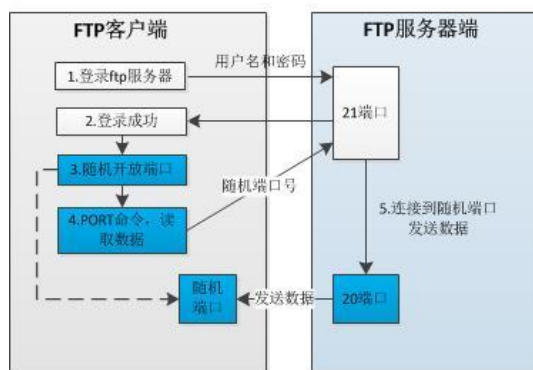 FTP客户端
FTP服务器端
1.登录ftp服务器
用户名和密码
2.登录成功
21端口
3.随机开放端口
随机端口号
4.PORT命令，读
取数据
5.连接到随机端口
发送数据
随机
端口
发送数据
20端口